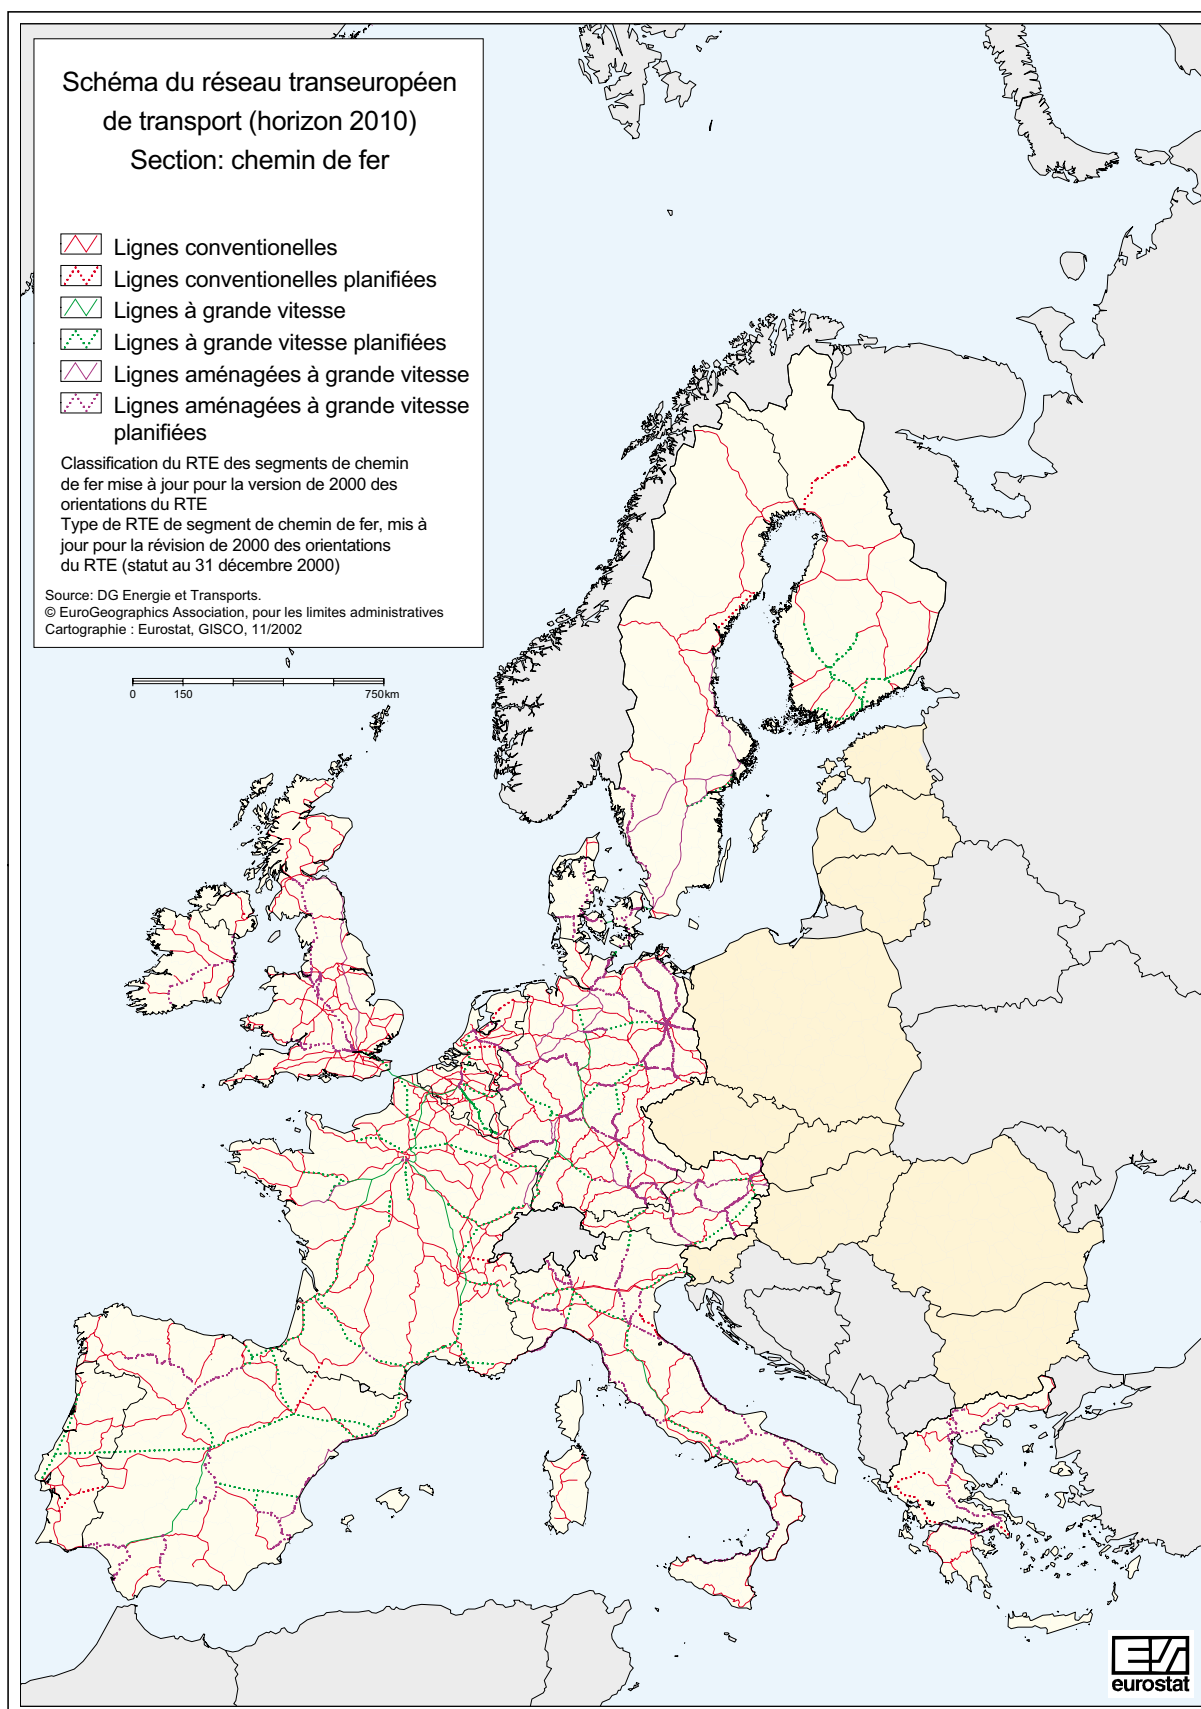 Schéma du réseau transeuropéen
de transport (horizon 2010)
Section: chemin de fer
Lignes conventionelles
Lignes conventionelles planifiées
Lignes à grande vitesse
Lignes à grande vitesse planifiées
Lignes aménagées à grande vitesse
Lignes aménagées à grande vitesse
planifiées
Classification du RTE des segments de chemin
de fer mise à jour pour la version de 2000 des
orientations du RTE
Type de RTE de segment de chemin de fer, mis à
jour pour la révision de 2000 des orientations
du RTE (statut au 31 décembre 2000)
Source: DG Energie et Transports.
© EuroGeographics Association, pour les limites administratives
Cartographie : Eurostat, GISCO, 11/2002
0 150 750 km
eurostat